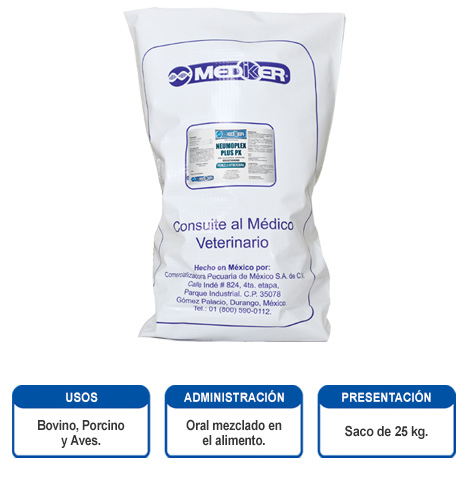 MEDIKER
MEDIKER
NEUMOPLEX
PLUS PX
Consulte al Médico
Veterinario
Hecho en México por:
Comercializadora Pecuaria de México S.A. de C.V.
Calle Indé # 824, 4ta. etapa,
Parque Industrial. C.P. 35078
Gómez Palacio, Durango, México.
Tel.: 01 (800) 590-0112.
USOS
Bovino, Porcino
y Aves.
ADMINISTRACIÓN
Oral mezclado en
el alimento.
PRESENTACIÓN
Saco de 25 kg.